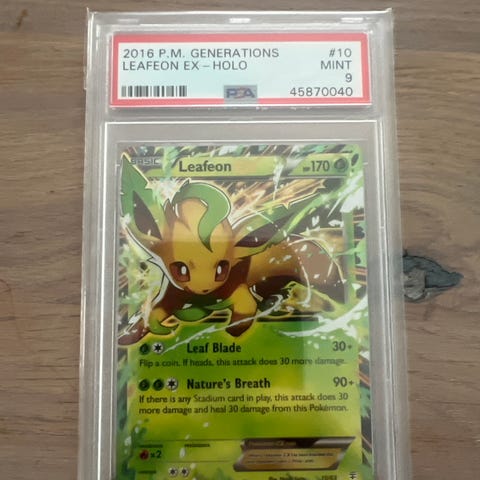 2016 P.M. GENERATIONS #10
LEAFEON EX - HOLO MINT
9
PSA 45870040
BASIC Leafeon HP170
Leaf Blade 30+
Flip a coin. If heads, this attack does 30 more damage.
Nature's Breath 90+
If there is any Stadium card in play, this attack does 30
more damage and heal 30 damage from this Pokémon.
×2